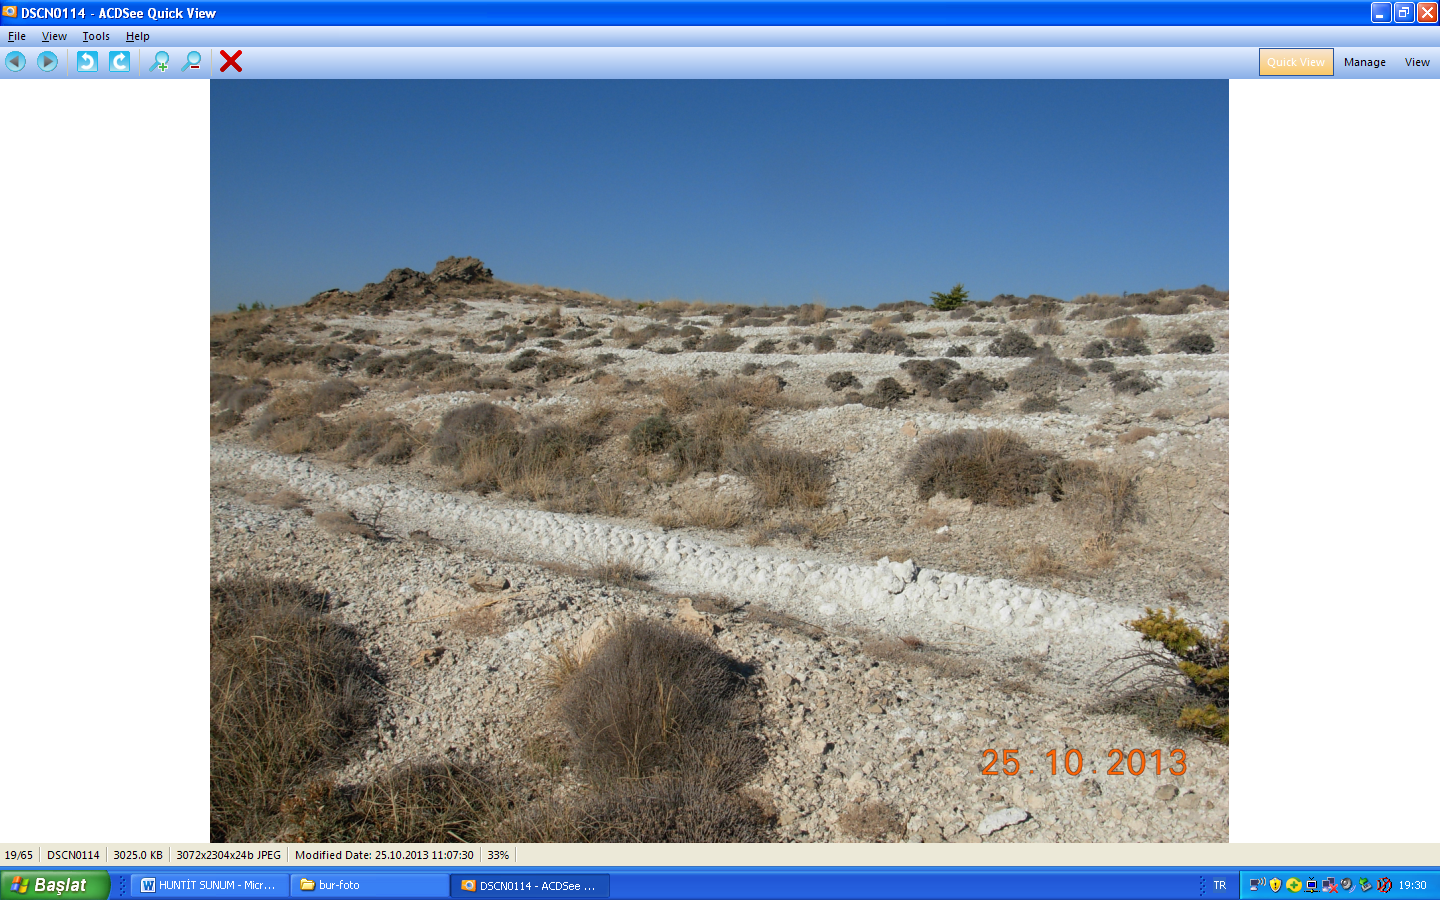 DSCN0114 - ACDSee Quick View
File View Tools Help
Quick View Manage View
25.10.2013
19/65 DSCN0114 3025.0 KB 3072x2304x24b JPEG Modified Date: 25.10.2013 11:07:30 33%
Başlat HUNTİT SUNUM - Micr... bur-foto DSCN0114 - ACDSee ... TR 19:30